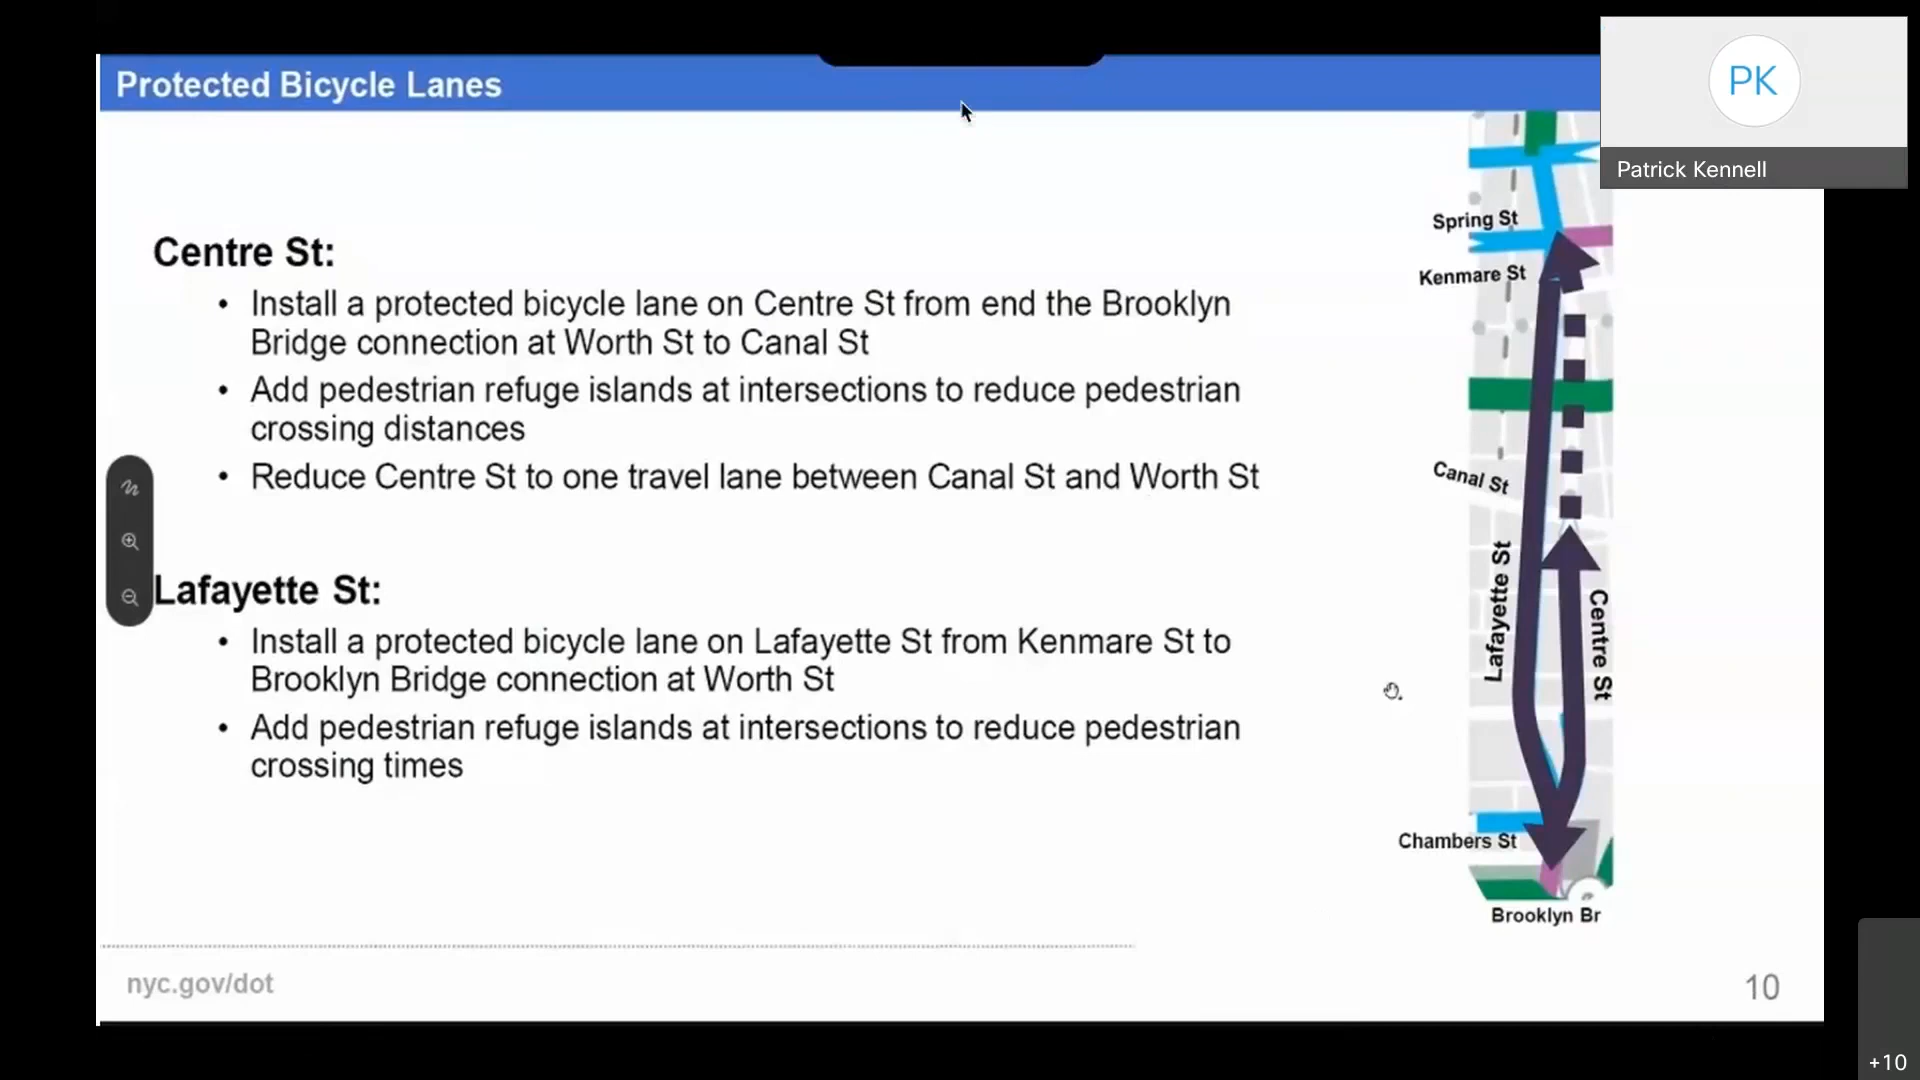 Protected Bicycle Lanes
PK
Patrick Kennell
Centre St:
• Install a protected bicycle lane on Centre St from end the Brooklyn
Bridge connection at Worth St to Canal St
• Add pedestrian refuge islands at intersections to reduce pedestrian
crossing distances
• Reduce Centre St to one travel lane between Canal St and Worth St
Lafayette St:
• Install a protected bicycle lane on Lafayette St from Kenmare St to
Brooklyn Bridge connection at Worth St
• Add pedestrian refuge islands at intersections to reduce pedestrian
crossing times
Spring St
Kenmare St
Canal St
Lafayette St
Centre St
Chambers St
Brooklyn Br
nyc.gov/dot
10
+10